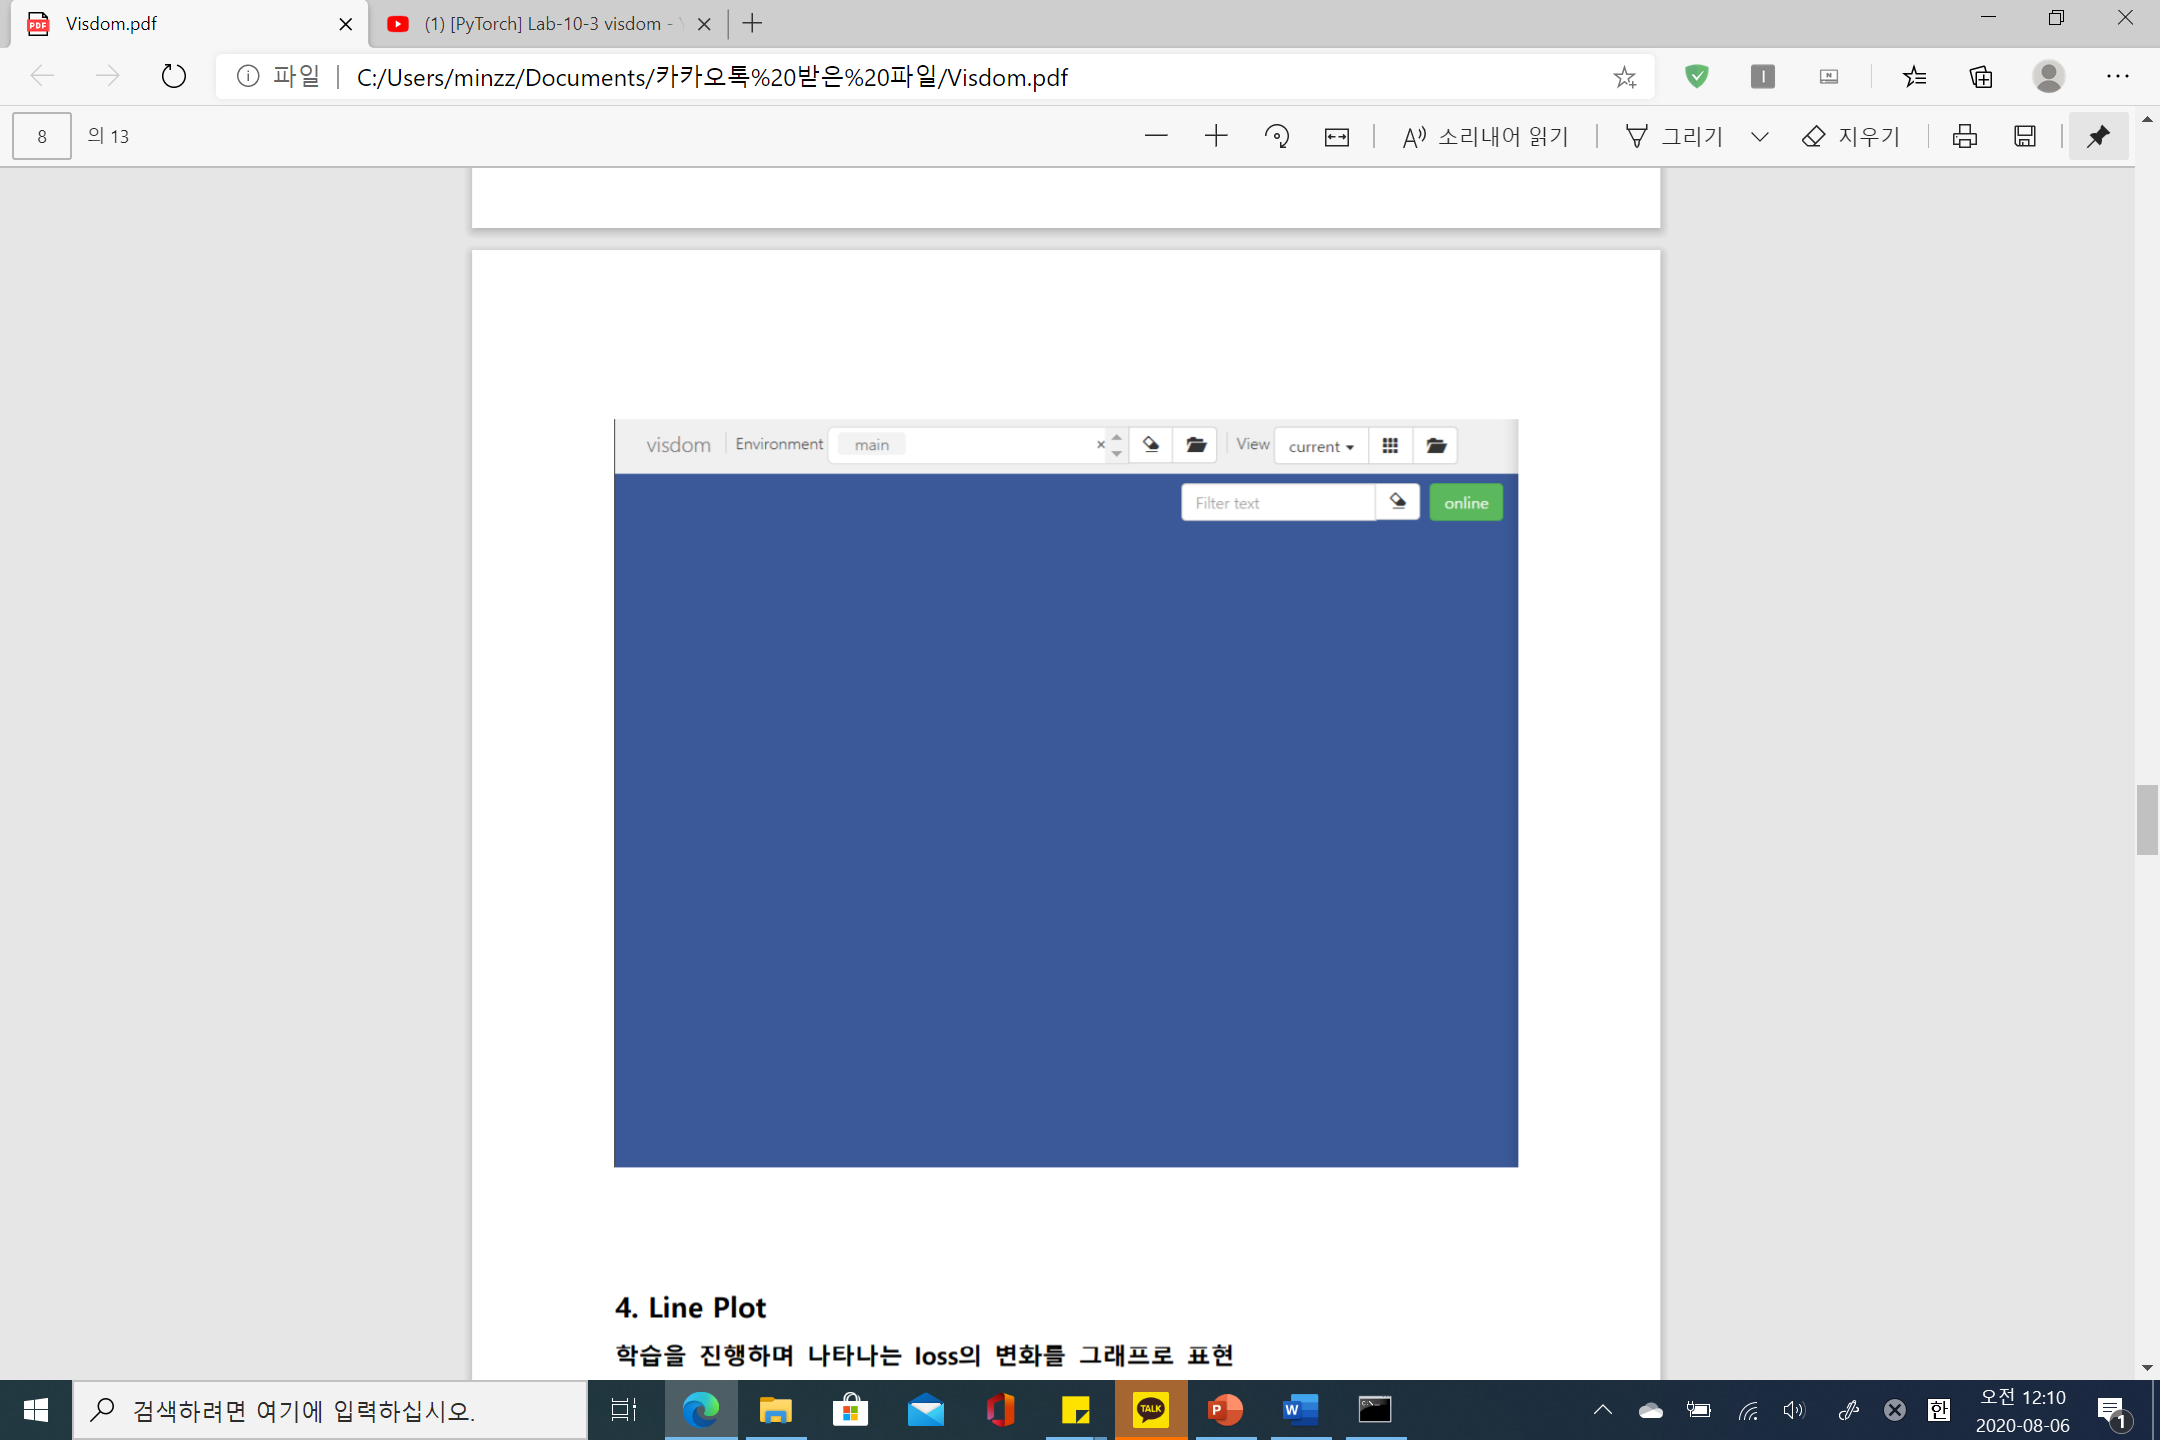 Visdom.pdf
(1) [PyTorch] Lab-10-3 visdom -
파일 C:/Users/minzz/Documents/카카오톡%20받은%20파일/Visdom.pdf
8 의 13 소리내어 읽기 그리기 지우기
visdom Environment main × View current
Filter text online
4. Line Plot
학습을 진행하며 나타나는 loss의 변화를 그래프로 표현
검색하려면 여기에 입력하십시오.
TALK
한
오전 12:10
2020-08-06
1